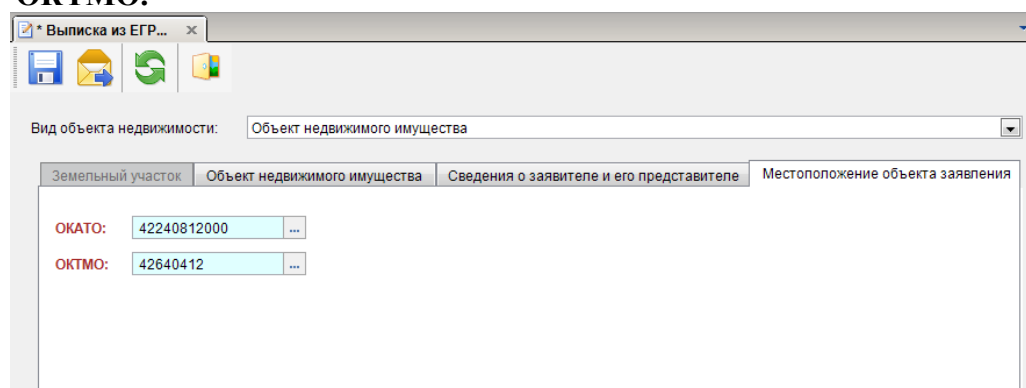 ОКТМО:
* Выписка из ЕГР...
Вид объекта недвижимости: Объект недвижимого имущества
Земельный участок Объект недвижимого имущества Сведения о заявителе и его представителе Местоположение объекта заявления
ОКАТО: 42240812000 ...
ОКТМО: 42640412 ...